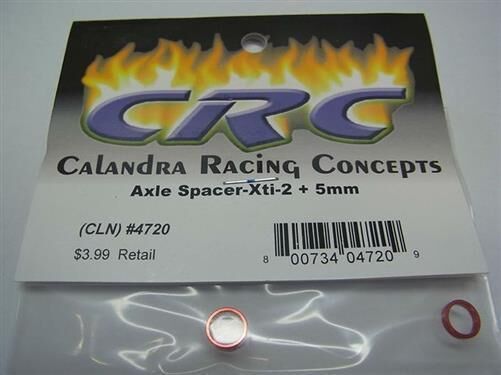 CRC
CALANDRA RACING CONCEPTS
Axle Spacer-Xti-2 + 5mm
(CLN) #4720
$3.99 Retail
8 00734 04720 9